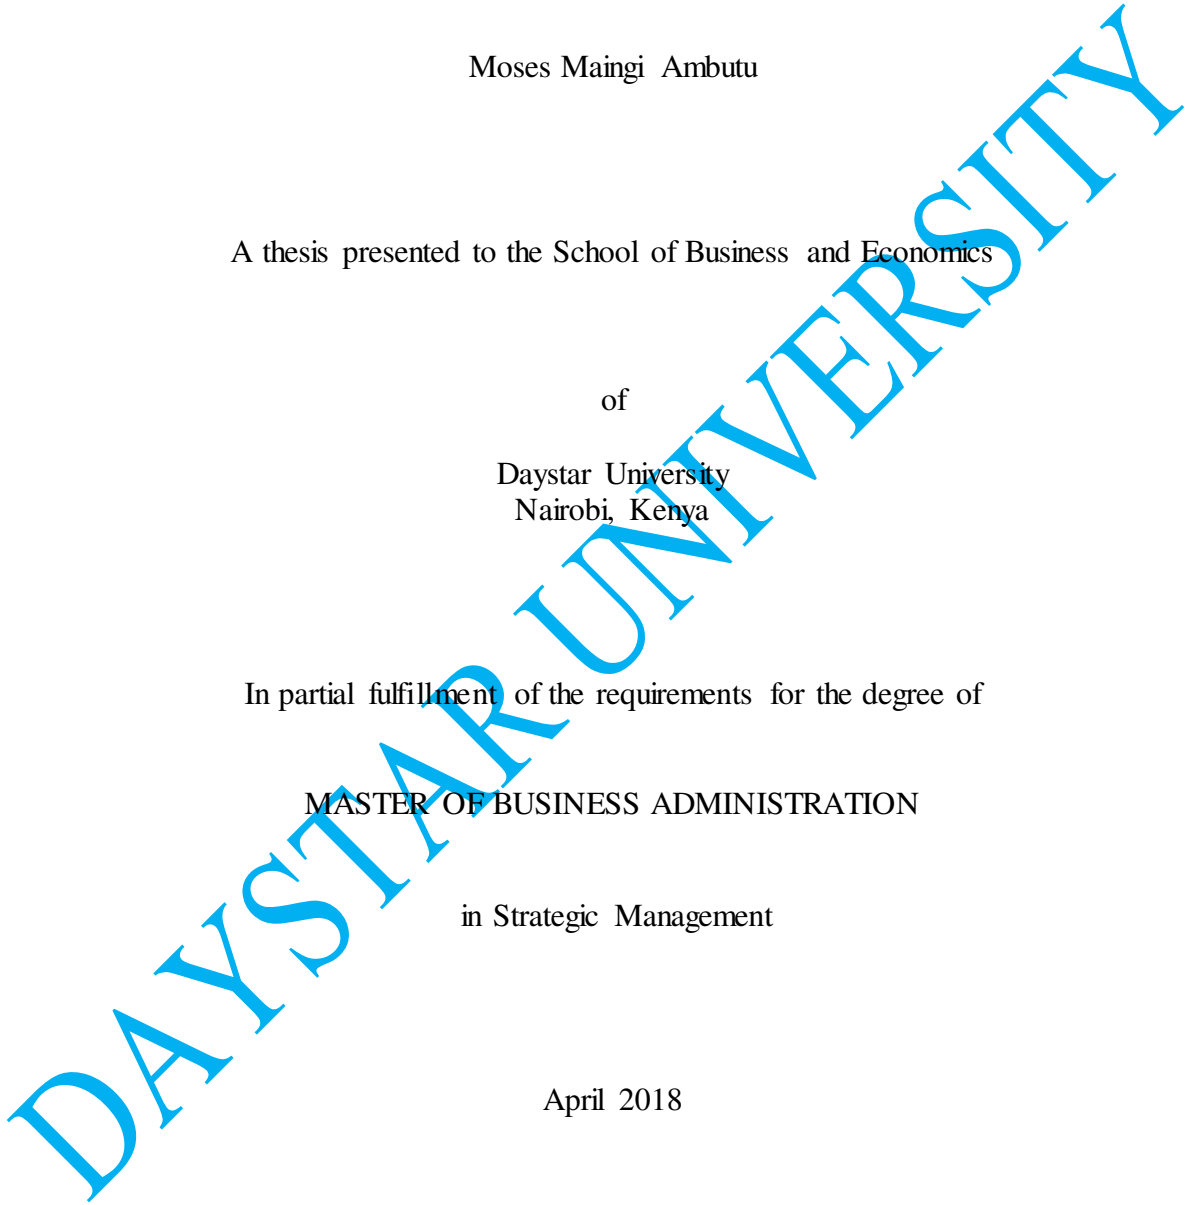 Moses Maingi Ambutu
A thesis presented to the School of Business and Economics
of
Daystar University
Nairobi, Kenya
In partial fulfillment of the requirements for the degree of
MASTER OF BUSINESS ADMINISTRATION
in Strategic Management
April 2018
DAYSTAR UNIVERSITY